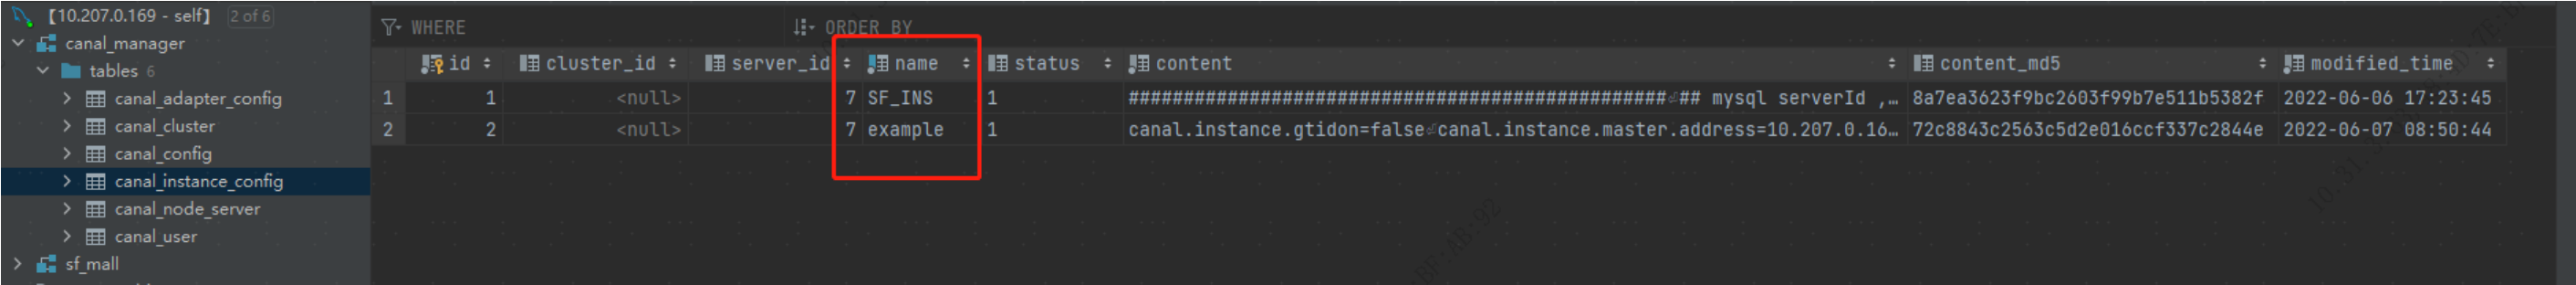 【10.207.0.169 - self】 2 of 6
canal_manager
tables 6
canal_adapter_config
canal_cluster
canal_config
canal_instance_config
canal_node_server
canal_user
sf_mall
WHERE ORDER BY
id cluster_id server_id name status content content_md5 modified_time
1 1 <null> 7 SF_INS 1 #################################################⏎## mysql serverId ,… 8a7ea3623f9bc2603f99b7e511b5382f 2022-06-06 17:23:45
2 2 <null> 7 example 1 canal.instance.gtidon=false⏎canal.instance.master.address=10.207.0.16… 72c8843c2563c5d2e016ccf337c2844e 2022-06-07 08:50:44